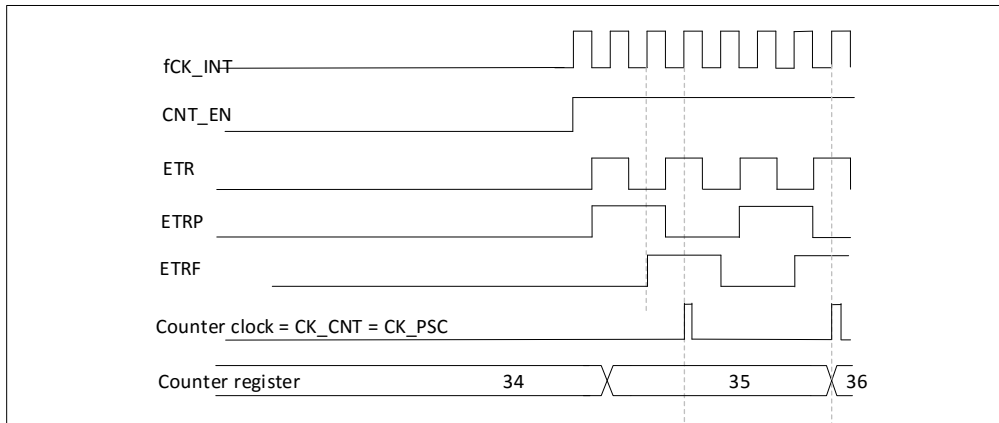 fCK_INT
CNT_EN
ETR
ETRP
ETRF
Counter clock = CK_CNT = CK_PSC
Counter register 34 35 36